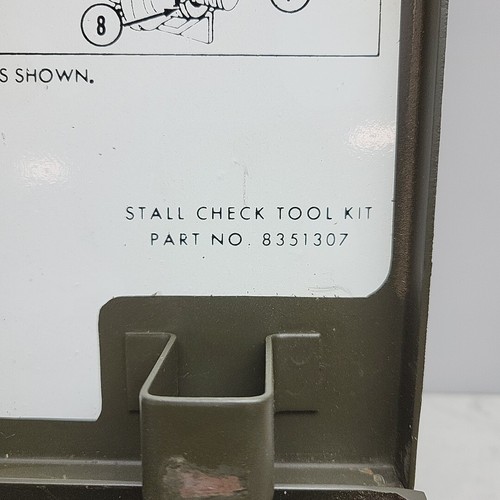 8
S SHOWN.
STALL CHECK TOOL KIT
PART NO. 8351307